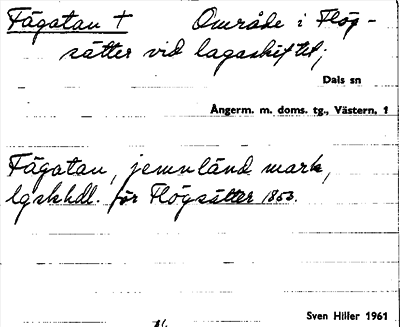 Fägatan † Område i Flög-
sätter vid lagaskiftet;
Dals sn
Ångerm. m. doms. tg., Västern, 1
Fägatan, jemnländ mark,
lgskhdl. för Flögsätter 1853.
Sven Hiller 1961